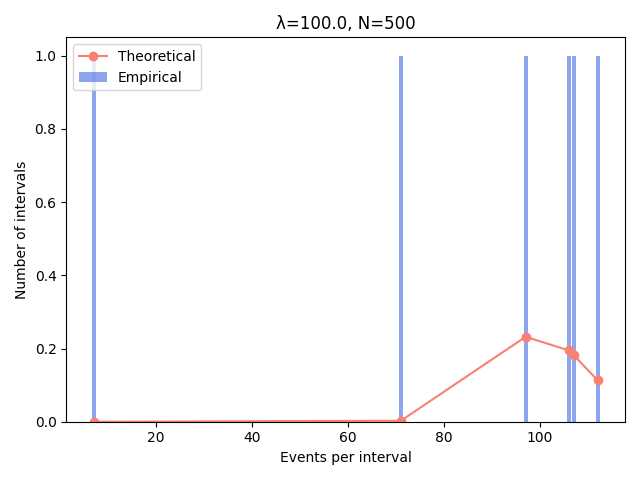 λ=100.0, N=500
Theoretical
Empirical
Number of intervals
1.0
0.8
0.6
0.4
0.2
0.0
20
40
60
80
100
Events per interval